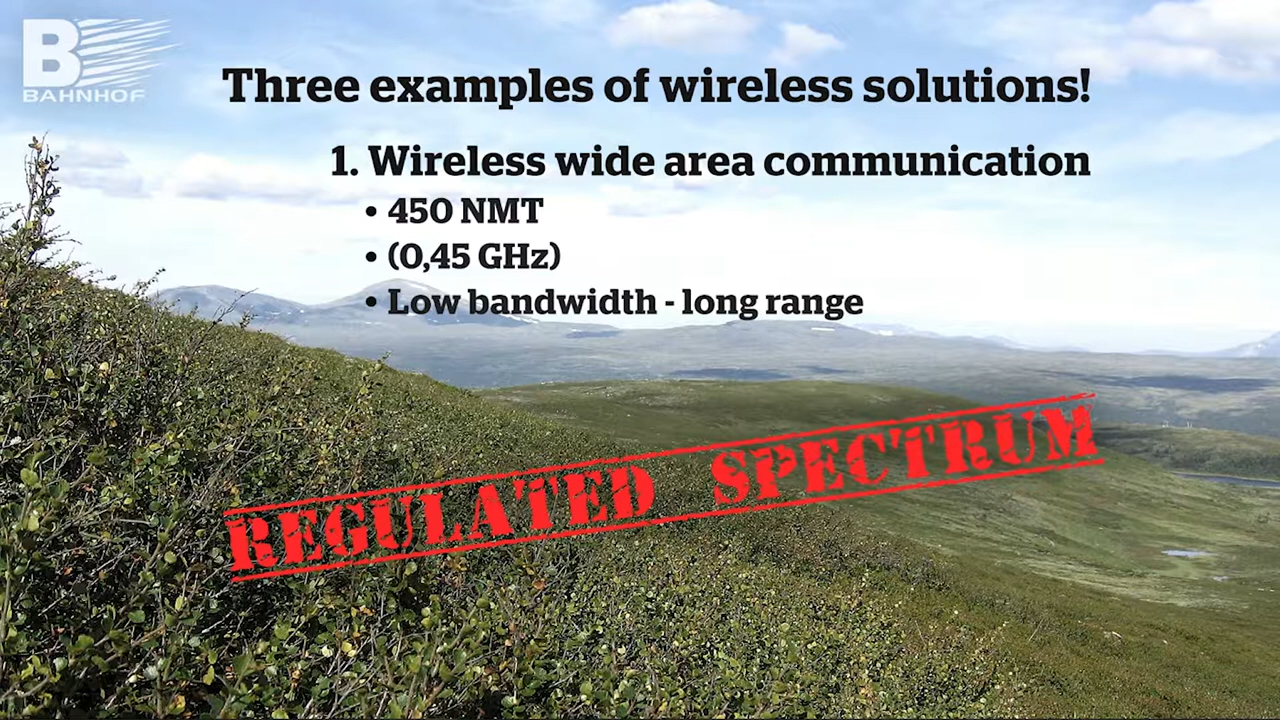 B
BAHNHOF
Three examples of wireless solutions!
1. Wireless wide area communication
• 450 NMT
• (0,45 GHz)
• Low bandwidth - long range
REGULATED SPECTRUM